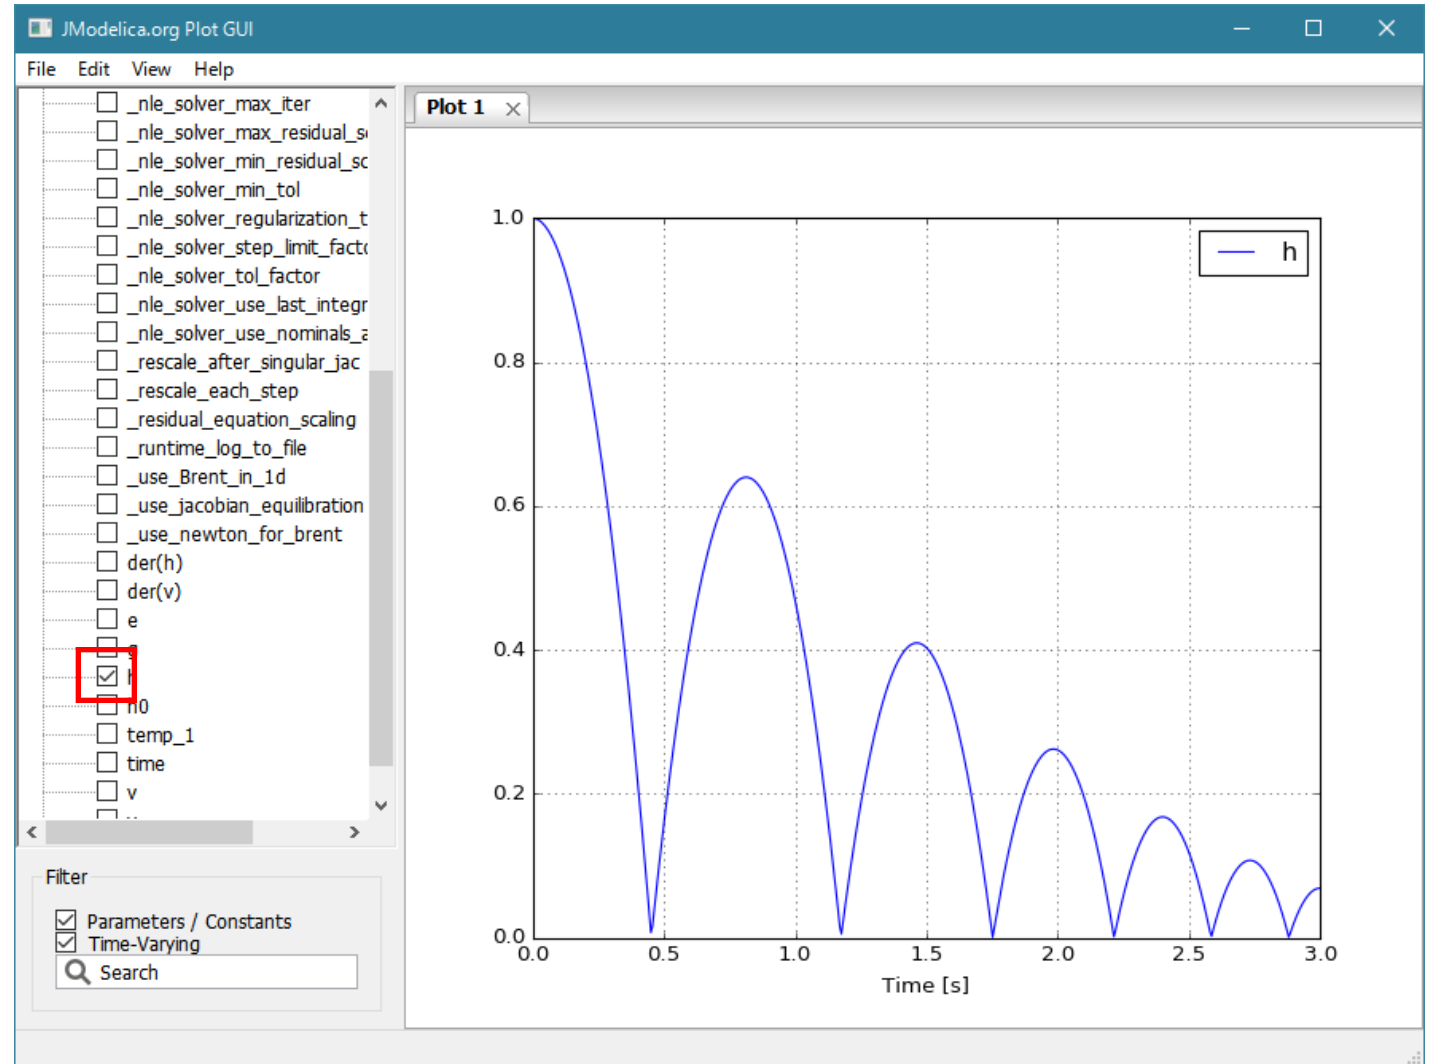 JModelica.org Plot GUI
File Edit View Help
_nle_solver_max_iter
_nle_solver_max_residual_s
_nle_solver_min_residual_sc
_nle_solver_min_tol
_nle_solver_regularization_t
_nle_solver_step_limit_facto
_nle_solver_tol_factor
_nle_solver_use_last_integr
_nle_solver_use_nominals_a
_rescale_after_singular_jac
_rescale_each_step
_residual_equation_scaling
_runtime_log_to_file
_use_Brent_in_1d
_use_jacobian_equilibration
_use_newton_for_brent
der(h)
der(v)
e
g
h
h0
temp_1
time
v
Filter
Parameters / Constants
Time-Varying
Search
Plot 1
h
1.0
0.8
0.6
0.4
0.2
0.0
0.0 0.5 1.0 1.5 2.0 2.5 3.0
Time [s]